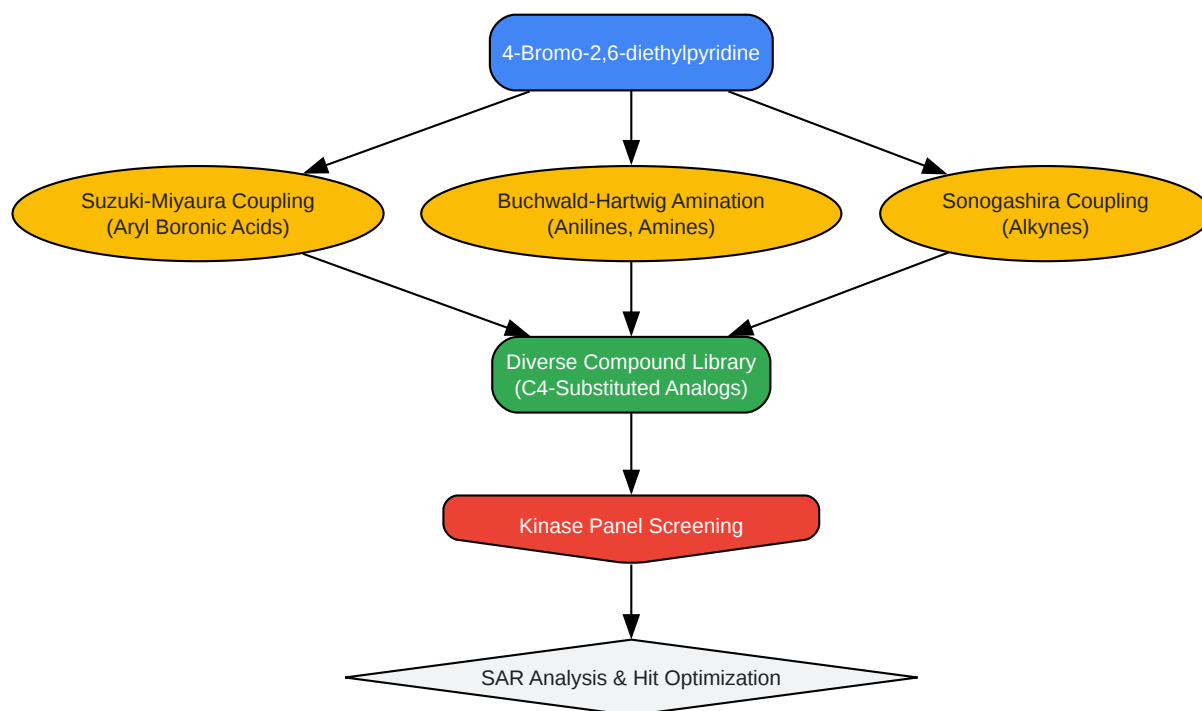 4-Bromo-2,6-diethylpyridine
Suzuki-Miyaura Coupling
(Aryl Boronic Acids)
Buchwald-Hartwig Amination
(Anilines, Amines)
Sonogashira Coupling
(Alkynes)
Diverse Compound Library
(C4-Substituted Analogs)
Kinase Panel Screening
SAR Analysis & Hit Optimization